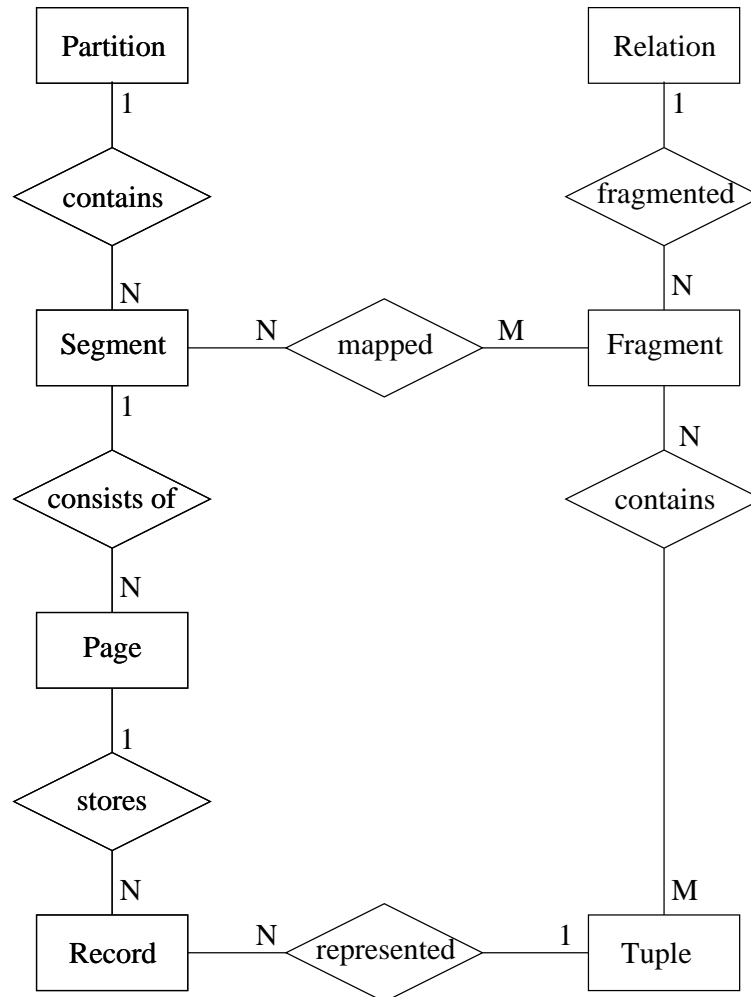 Partition
Relation
1
1
contains
fragmented
N
N
Segment
N
mapped
M
Fragment
1
N
consists of
contains
N
Page
1
stores
N
M
Record
N
represented
1
Tuple